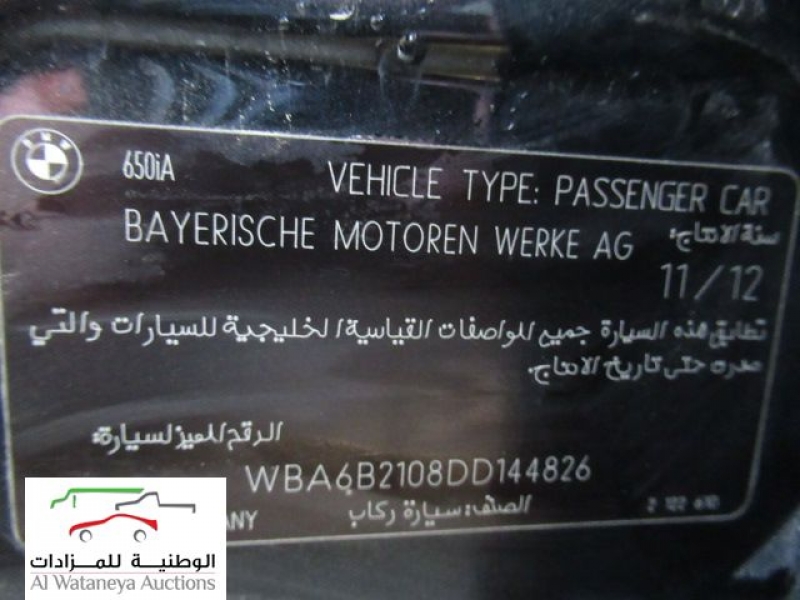 BMW
650iA
VEHICLE TYPE: PASSENGER CAR
BAYERISCHE MOTOREN WERKE AG
سنة الانتاج:
11/12
تطابق هذه السيارة جميع المواصفات القياسية الخليجية للسيارات والتي
صدرت حتى تاريخ الانتاج.
الرقم المميز لسيارة:
WBA6B2108DD144826
الصنف: سيارة ركاب
ANY
الوطنية للمزادات
Al Wataneya Auctions